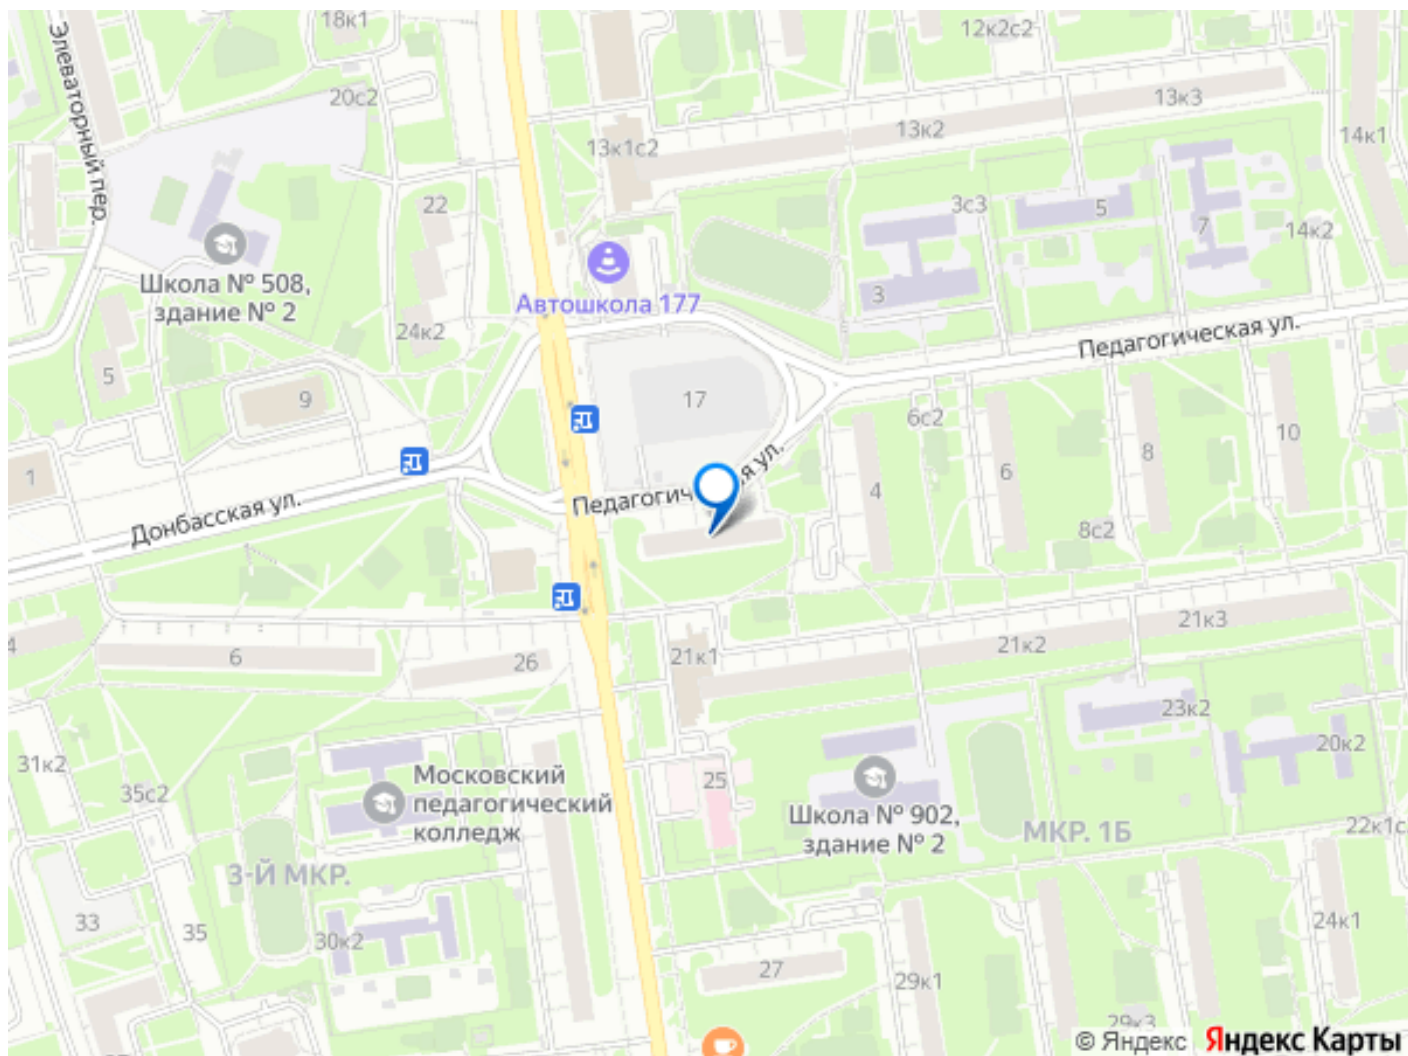 18к1
12к2с2
Элеваторный пер.
20с2
13к3
13к2
14к1
13к1с2
22
3с3
5
7
14к2
Школа № 508,
здание № 2
3
Автошкола 177
24к2
Педагогическая ул.
5
9
17
6с2
10
8
6
1
4
Педагогическая ул.
Донбасская ул.
8с2
21к3
4
6
26
21к1
21к2
23к2
20к2
31к2
35с2
Московский
педагогический
колледж
25
Школа № 902,
здание № 2
МКР. 1Б
22к1с
3-Й МКР.
33
35
30к2
24к1
27
29к1
29к3
© Яндекс Яндекс Карты